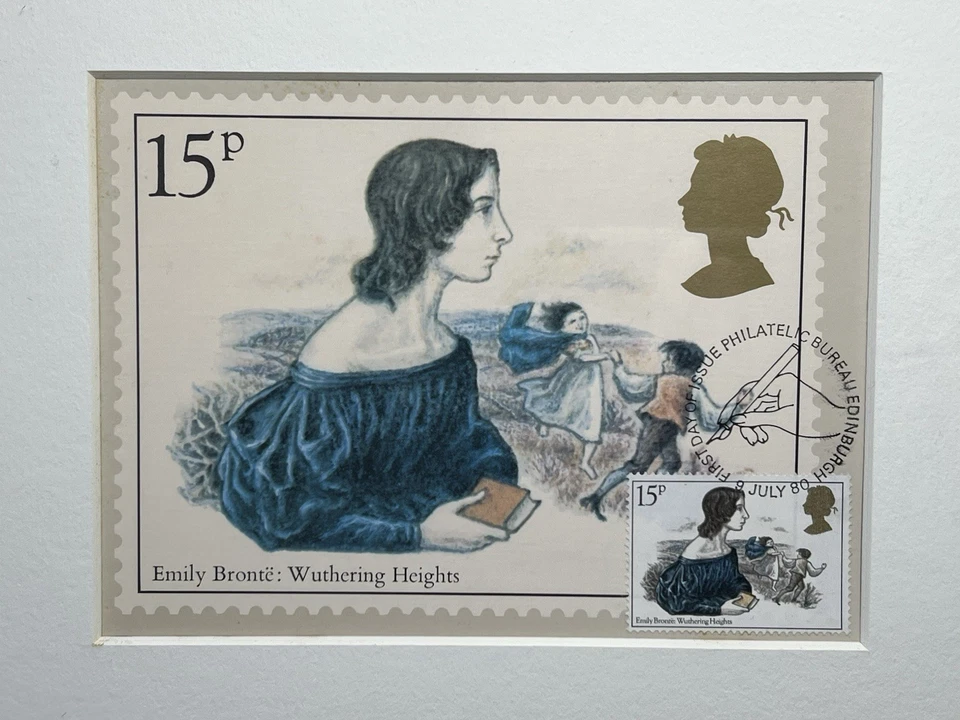 15p
FIRST DAY OF ISSUE PHILATELIC BUREAU EDINBURGH
8 JULY 80
15p
Emily Brontë: Wuthering Heights
Emily Brontë: Wuthering Heights